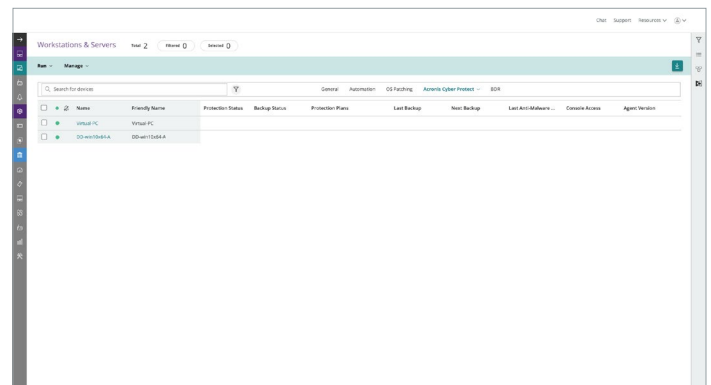 Chat Support Resources
Workstations & Servers Total 2 Filtered 0 Selected 0
Run Manage
Search for devices General Automation OS Patching Acronis Cyber Protect BDR
Name Friendly Name Protection Status Backup Status Protection Plans Last Backup Next Backup Last Anti-Malware ... Console Access Agent Version
Virtual-PC Virtual-PC
DD-win10x64-A DD-win10x64-A